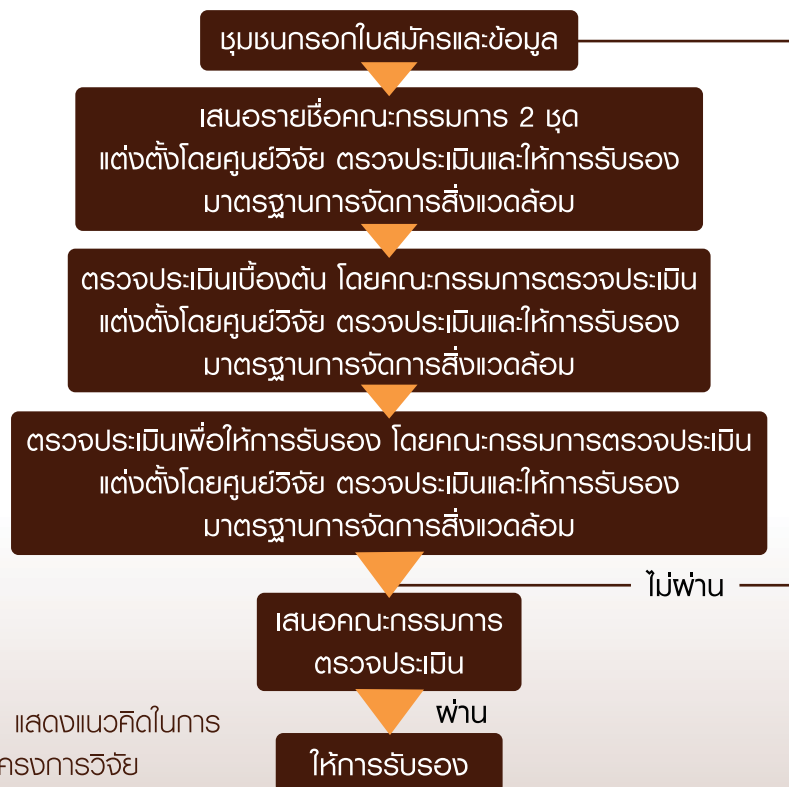 ชุมชนกรอกใบสมัครและข้อมูล
เสนอรายชื่อคณะกรรมการ 2 ชุด
แต่งตั้งโดยศูนย์วิจัย ตรวจประเมินและให้การรับรอง
มาตรฐานการจัดการสิ่งแวดล้อม
ตรวจประเมินเบื้องต้น โดยคณะกรรมการตรวจประเมิน
แต่งตั้งโดยศูนย์วิจัย ตรวจประเมินและให้การรับรอง
มาตรฐานการจัดการสิ่งแวดล้อม
ตรวจประเมินเพื่อให้การรับรอง โดยคณะกรรมการตรวจประเมิน
แต่งตั้งโดยศูนย์วิจัย ตรวจประเมินและให้การรับรอง
มาตรฐานการจัดการสิ่งแวดล้อม
ไม่ผ่าน
เสนอคณะกรรมการ
ตรวจประเมิน
ผ่าน
ให้การรับรอง
แสดงแนวคิดในการ
ครงการวิจัย